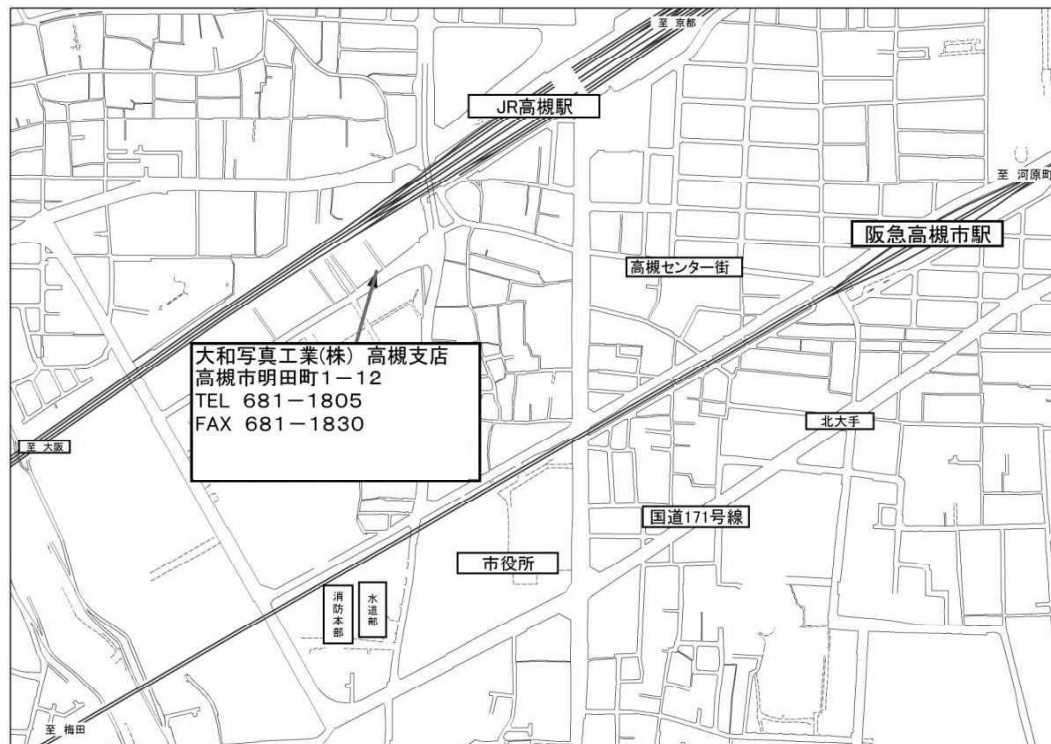 至 京都
JR高槻駅
至 河原町
阪急高槻市駅
高槻センター街
大和写真工業(株) 高槻支店
高槻市明田町1-12
TEL 681-1805
FAX 681-1830
北大手
至 大阪
国道171号線
市役所
消防本部
水道部
至 梅田